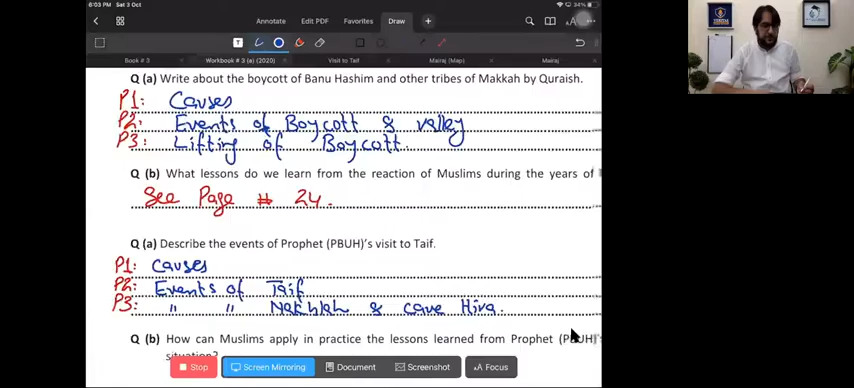 6:03 PM Sat 3 Oct
34%
Annotate Edit PDF Favorites Draw +
T
Book # 3 Workbook # 3 (a) (2020) Visit to Taif Mairaj (Map) Mairaj
Q (a) Write about the boycott of Banu Hashim and other tribes of Makkah by Quraish.
P1: Causes
P2: Events of Boycott & valley
P3: Lifting of Boycott.
Q (b) What lessons do we learn from the reaction of Muslims during the years of
See Page # 24.
Q (a) Describe the events of Prophet (PBUH)'s visit to Taif.
P1: Causes
P2: Events of Taif
P3: " " Nakhlah & cave Hira.
Q (b) How can Muslims apply in practice the lessons learned from Prophet (PBUH)'s
situation?
Stop Screen Mirroring Document Screenshot Focus